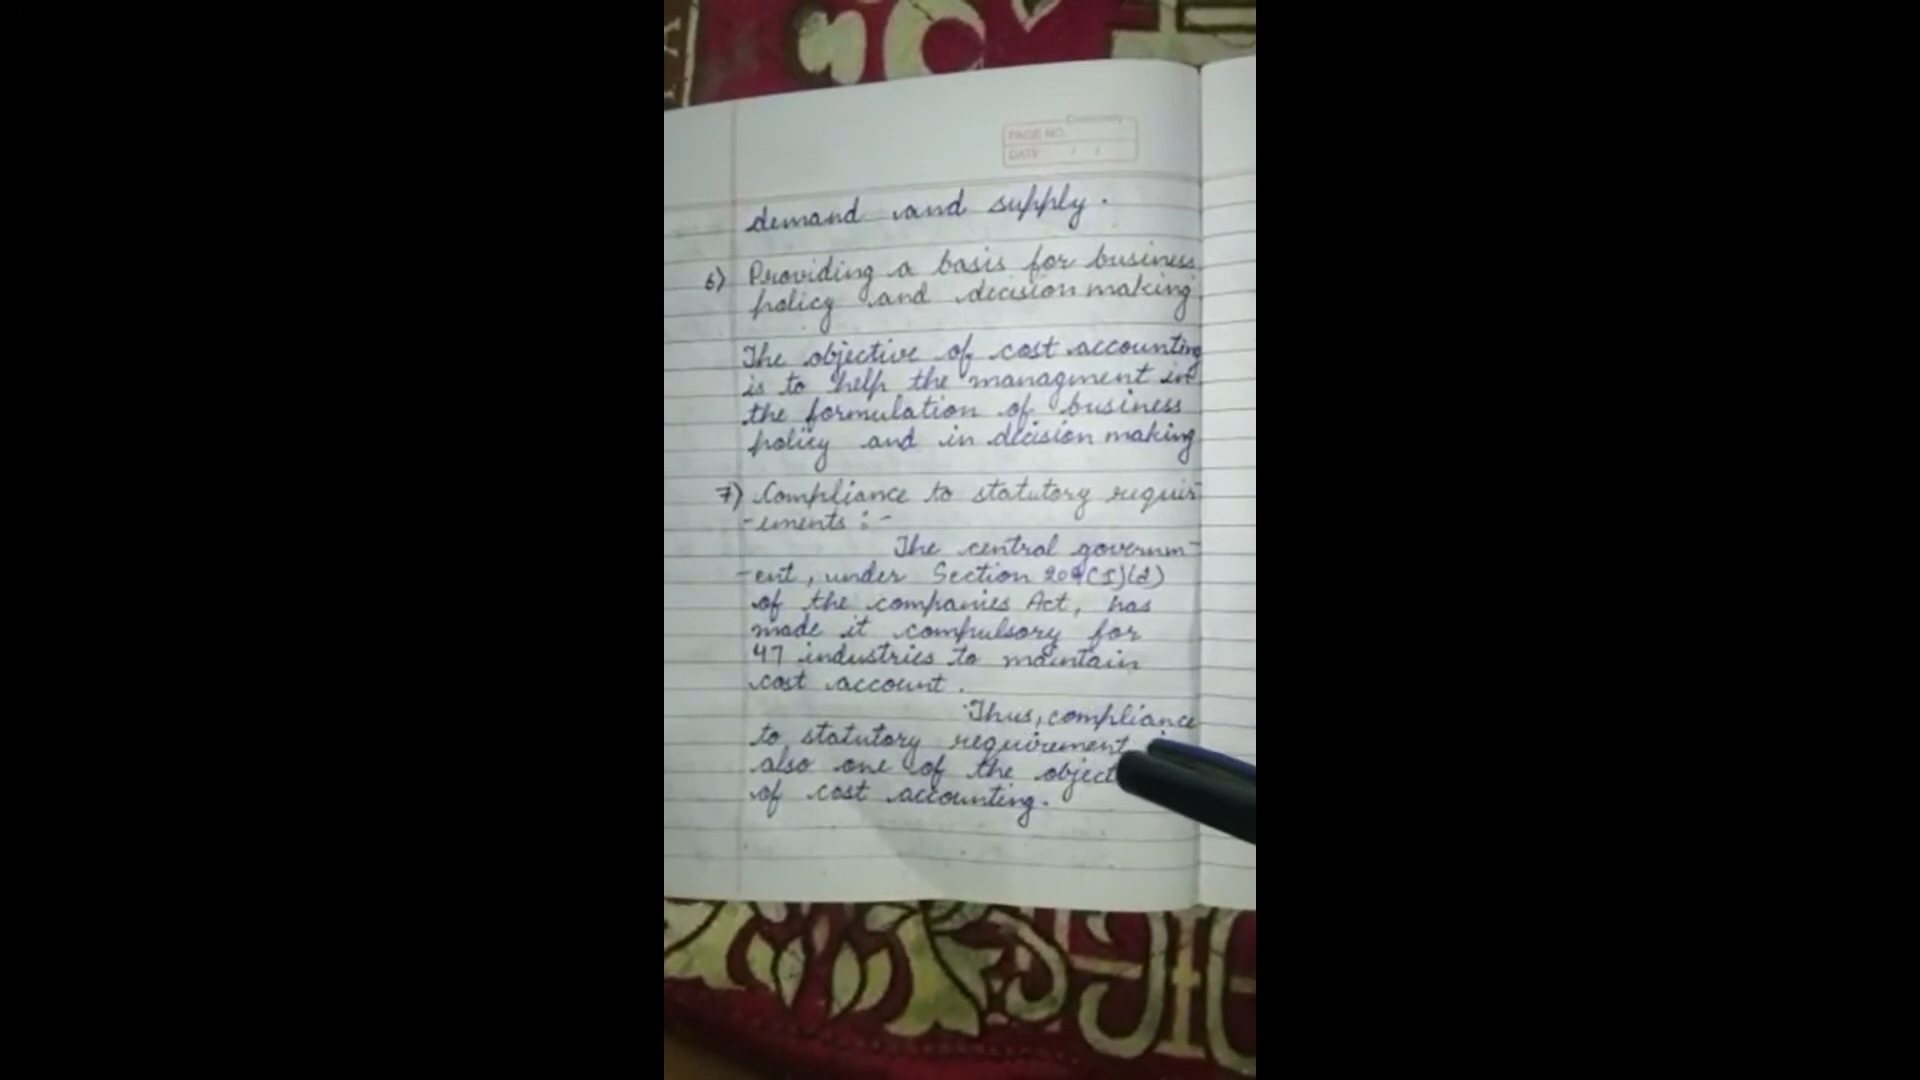 PAGE NO.
DATE / /
demand and supply.
6) Providing a basis for business
policy and decision making
The objective of cost accounting
is to help the managment in
the formulation of business
policy and in decision making
7) Compliance to statutory requir
-ements :-
The central governm-
-ent, under Section 209(1)(d)
of the companies Act, has
made it compulsory for
47 industries to maintain
cost account.
Thus, compliance
to statutory requirement
also one of the object
of cost accounting.